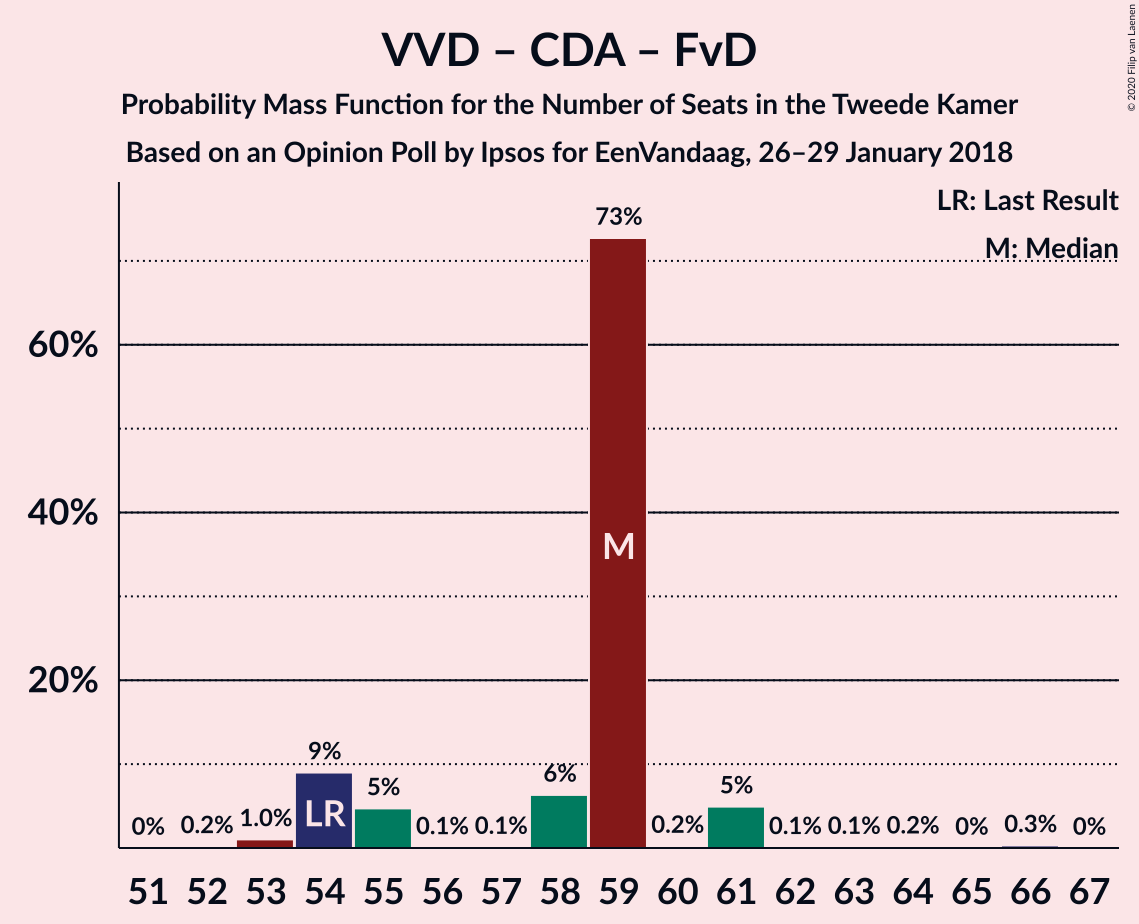 VVD – CDA – FvD
Probability Mass Function for the Number of Seats in the Tweede Kamer
Based on an Opinion Poll by Ipsos for EenVandaag, 26–29 January 2018
© 2020 Filip van Laenen
LR: Last Result
M: Median
60%
40%
20%
0%
0.2%
1.0%
9%
5%
0.1%
0.1%
6%
73%
0.2%
5%
0.1%
0.1%
0.2%
0%
0.3%
0%
LR
M
51 52 53 54 55 56 57 58 59 60 61 62 63 64 65 66 67